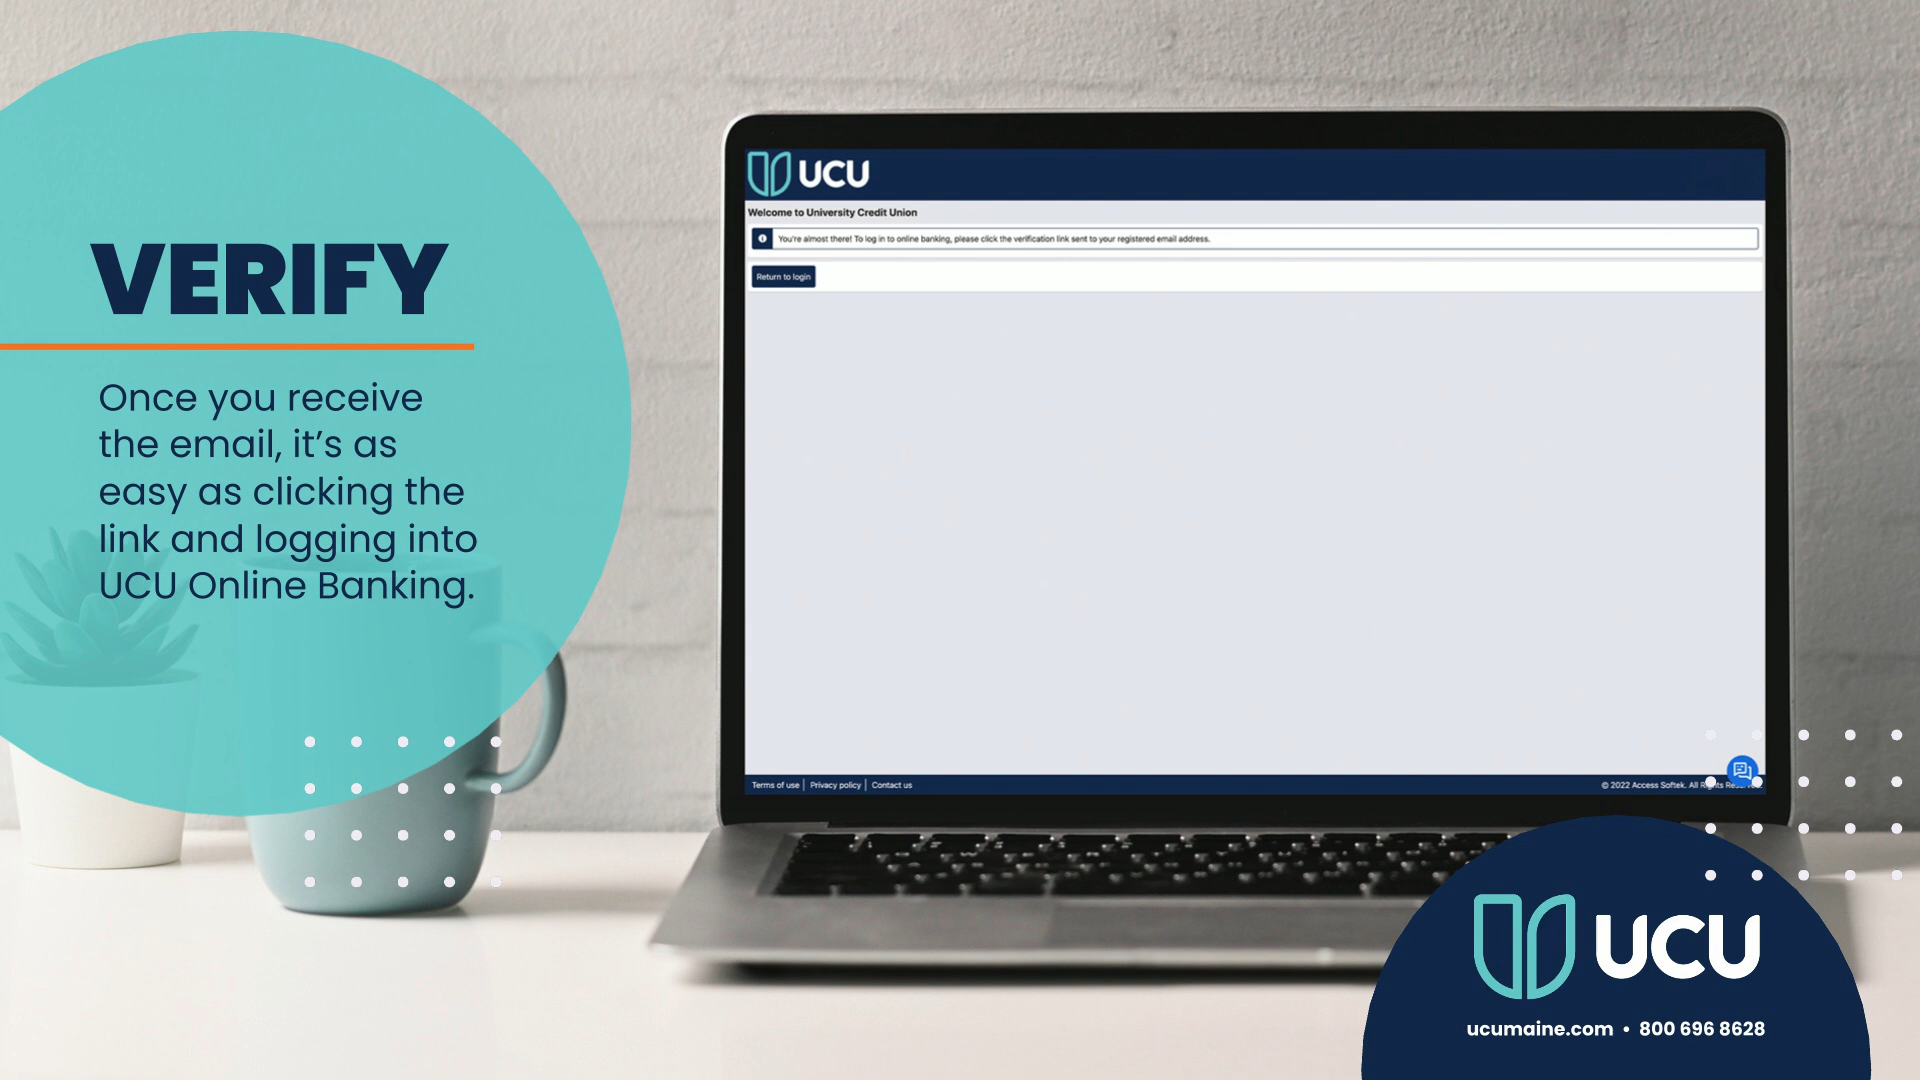 VERIFY
Once you receive
the email, it’s as
easy as clicking the
link and logging into
UCU Online Banking.
UCU
Welcome to University Credit Union
You're almost there! To log in to online banking, please click the verification link sent to your registered email address.
Return to login
Terms of use | Privacy policy | Contact us
© 2022 Access Softek. All Rights
UCU
ucumaine.com • 800 696 8628